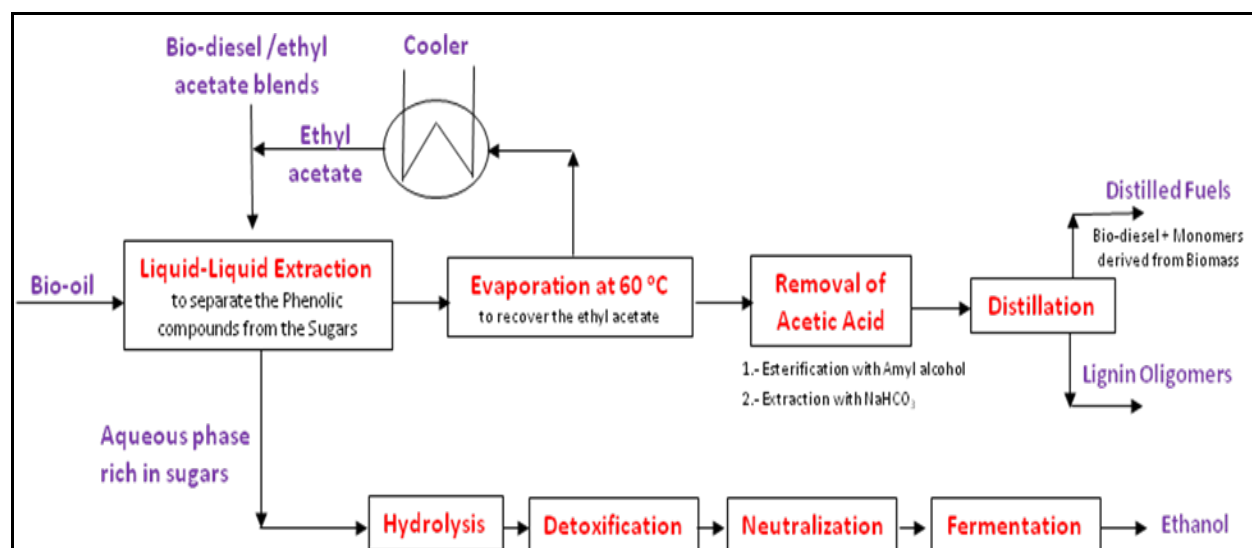 Bio-diesel /ethyl
acetate blends
Cooler
Ethyl
acetate
Distilled Fuels
Bio-diesel + Monomers
derived from Biomass
Bio-oil
Liquid-Liquid Extraction
to separate the Phenolic
compounds from the Sugars
Evaporation at 60 ºC
to recover the ethyl acetate
Removal of
Acetic Acid
Distillation
1.- Esterification with Amyl alcohol
2.- Extraction with NaHCO₃
Lignin Oligomers
Aqueous phase
rich in sugars
Hydrolysis
Detoxification
Neutralization
Fermentation
Ethanol